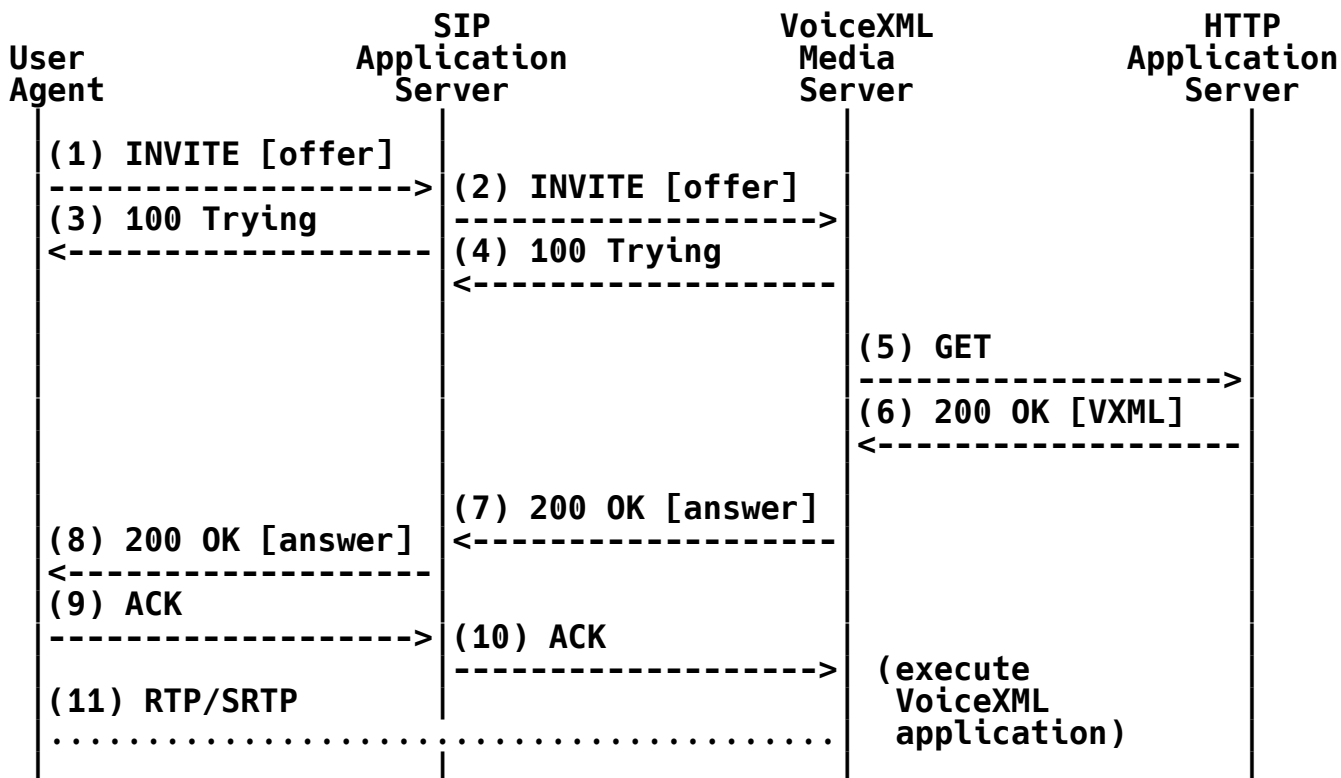 SIP VoiceXML HTTP
User Application Media Application
Agent Server Server Server
(1) INVITE [offer]
-------------------> (2) INVITE [offer]
(3) 100 Trying ------------------->
<------------------- (4) 100 Trying
<-------------------
(5) GET
------------------->
(6) 200 OK [VXML]
<-------------------
(7) 200 OK [answer]
(8) 200 OK [answer] <-------------------
<-------------------
(9) ACK
-------------------> (10) ACK
-------------------> (execute
(11) RTP/SRTP VoiceXML
......................................... application)